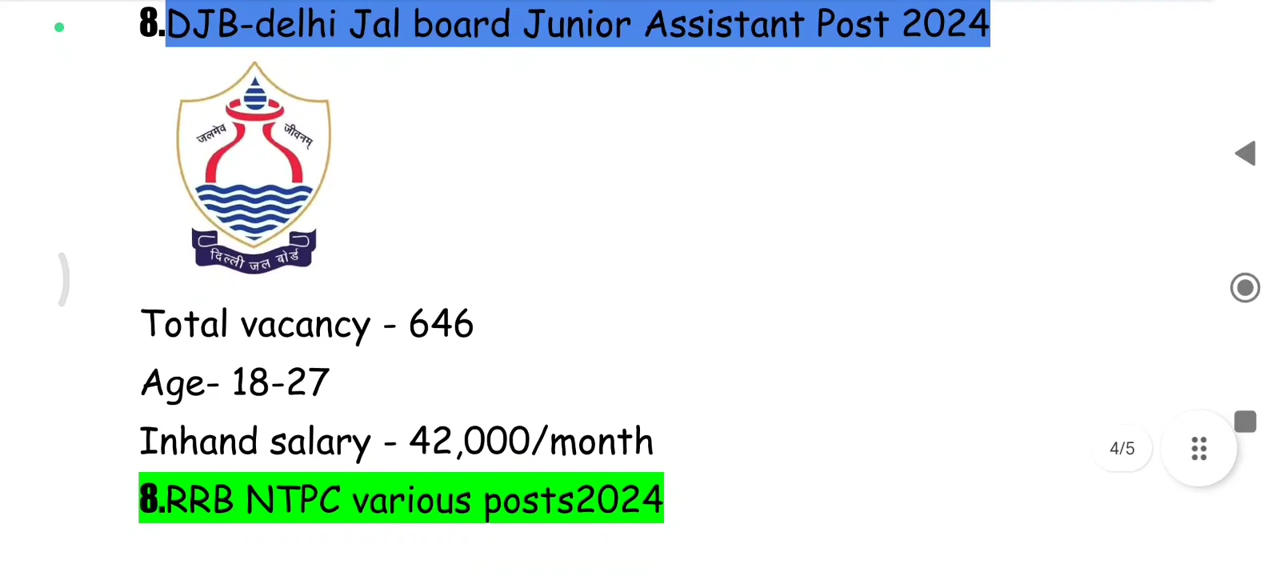 8.DJB-delhi Jal board Junior Assistant Post 2024
जलमेव जीवनम्
दिल्ली जल बोर्ड
Total vacancy - 646
Age- 18-27
Inhand salary - 42,000/month
4/5
8.RRB NTPC various posts2024